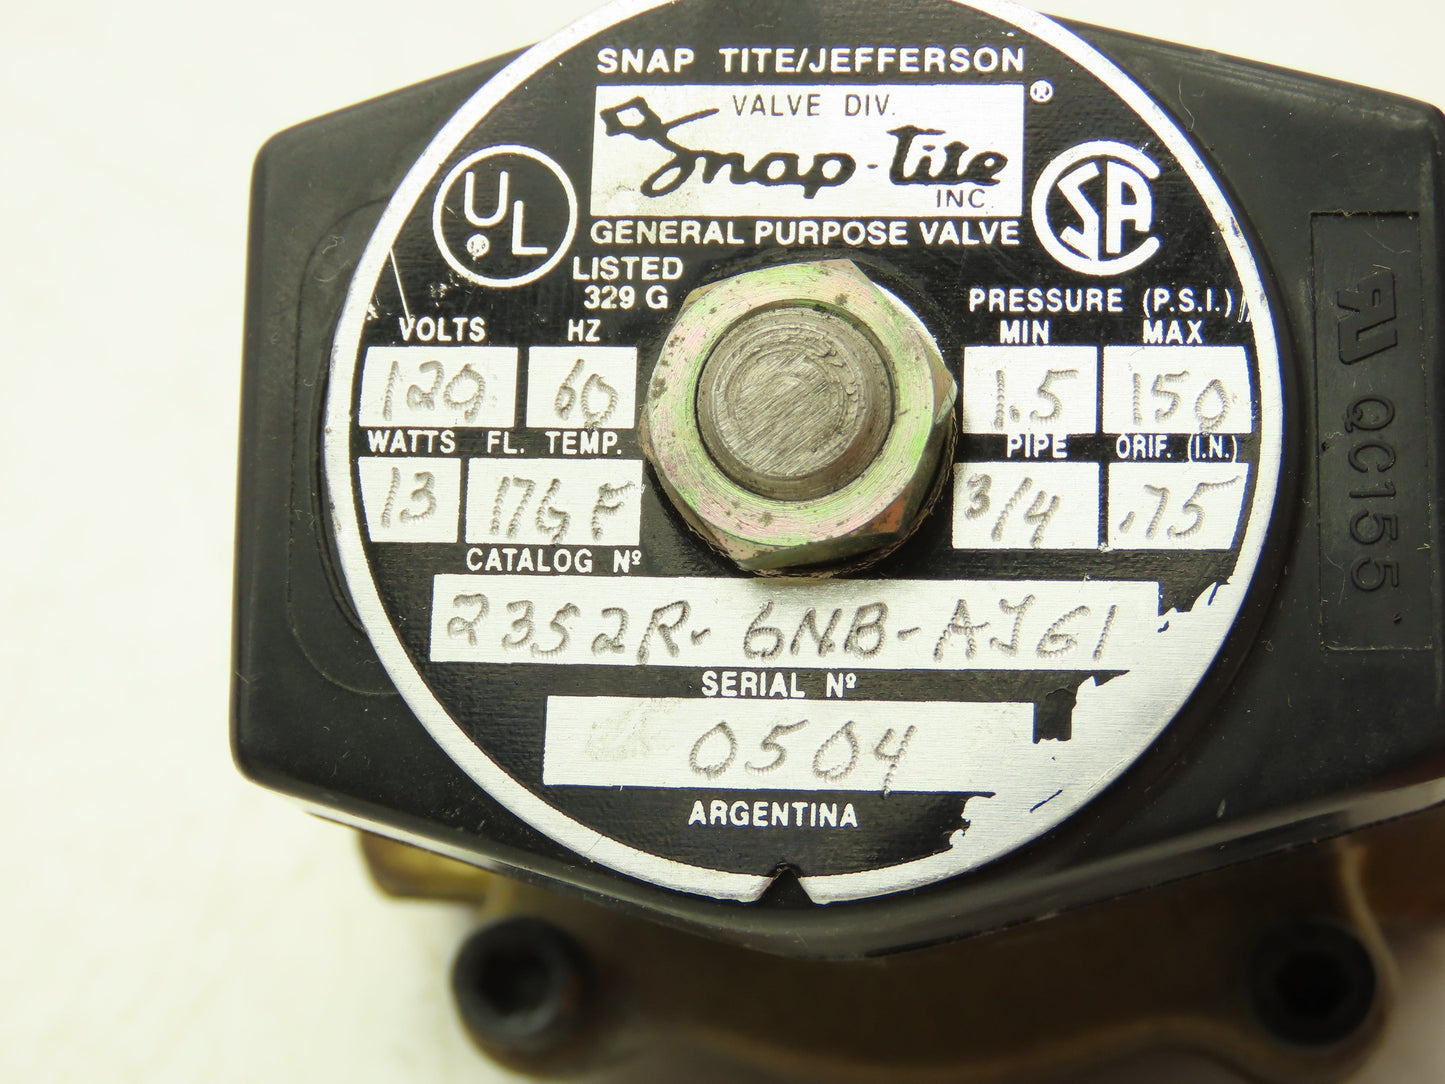 SNAP TITE/JEFFERSON
VALVE DIV.
Snap-Tite ®
INC.
GENERAL PURPOSE VALVE
UL ®
LISTED
329 G
SA
VOLTS HZ
120 60
WATTS FL. TEMP.
13 176F
PRESSURE (P.S.I.)
MIN MAX
1.5 150
PIPE ORIF. (I.N.)
3/4 .75
CATALOG Nº
2352R-6NB-AJG1
SERIAL Nº
0504
ARGENTINA
QC155